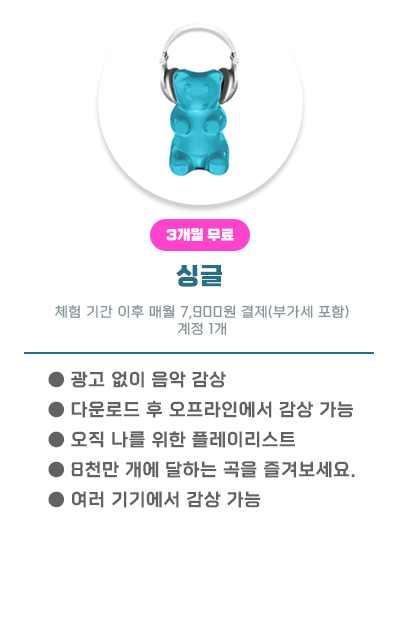 3개월 무료
싱글
체험 기간 이후 매월 7,900원 결제(부가세 포함)
계정 1개
● 광고 없이 음악 감상
● 다운로드 후 오프라인에서 감상 가능
● 오직 나를 위한 플레이리스트
● 8천만 개에 달하는 곡을 즐겨보세요.
● 여러 기기에서 감상 가능